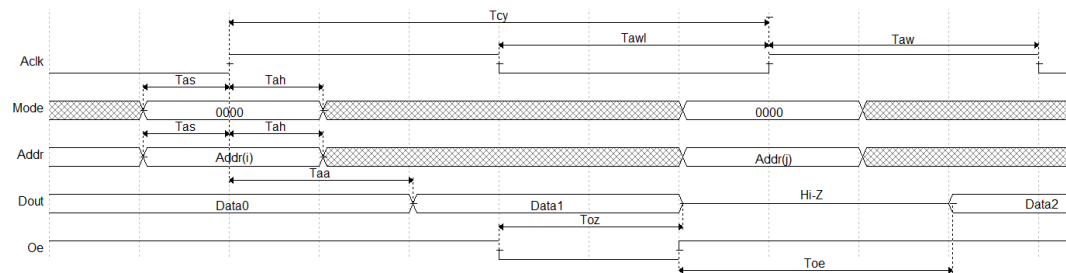 Tcy
Tawl Taw
Aclk
Tas Tah
Mode 0000 0000
Tas Tah
Addr Addr(i) Addr(j)
Taa
Dout Data0 Data1 Hi-Z Data2
Toz
Oe
Toe